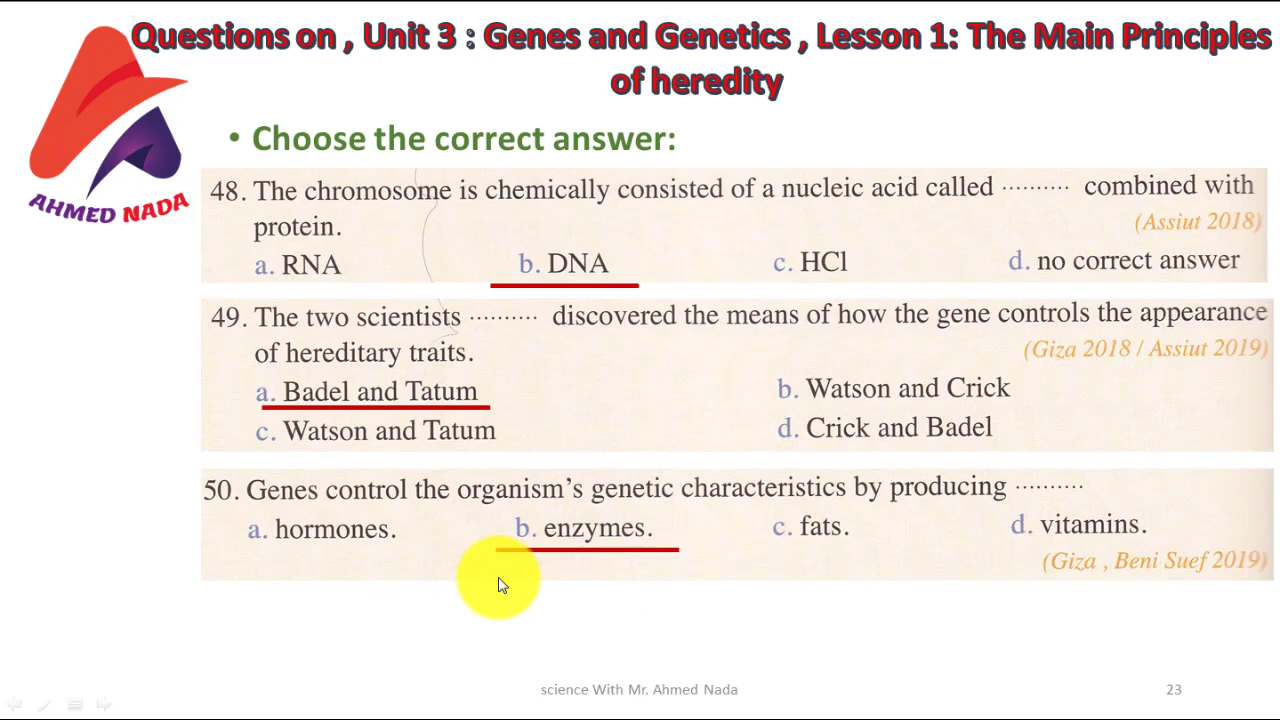 Questions on , Unit 3 : Genes and Genetics , Lesson 1: The Main Principles
of heredity
AHMED NADA
• Choose the correct answer:
48. The chromosome is chemically consisted of a nucleic acid called .......... combined with
protein. (Assiut 2018)
a. RNA b. DNA c. HCl d. no correct answer
49. The two scientists .......... discovered the means of how the gene controls the appearance
of hereditary traits. (Giza 2018 / Assiut 2019)
a. Badel and Tatum b. Watson and Crick
c. Watson and Tatum d. Crick and Badel
50. Genes control the organism's genetic characteristics by producing ..........
a. hormones. b. enzymes. c. fats. d. vitamins.
(Giza , Beni Suef 2019)
science With Mr. Ahmed Nada 23